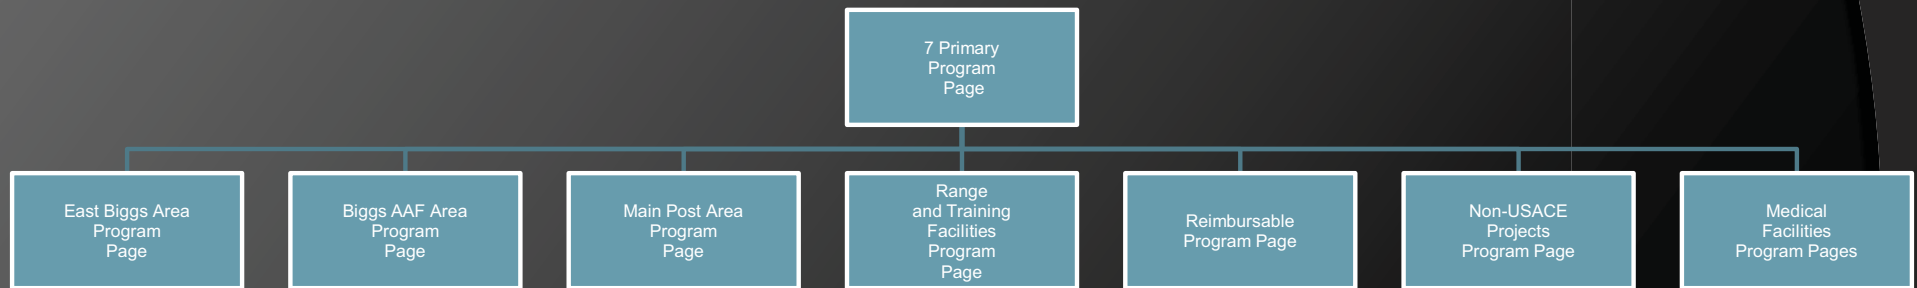 7 Primary
Program
Page
East Biggs Area
Program
Page
Biggs AAF Area
Program
Page
Main Post Area
Program
Page
Range
and Training
Facilities
Program
Page
Reimbursable
Program Page
Non-USACE
Projects
Program Page
Medical
Facilities
Program Pages